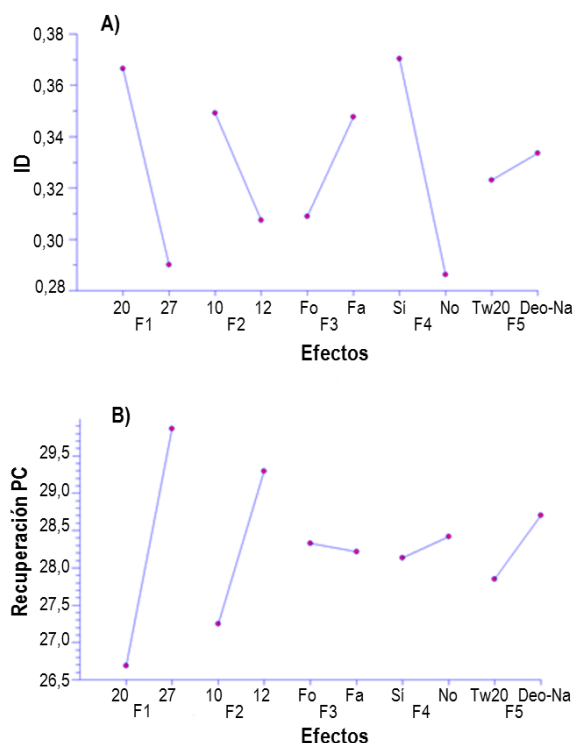 A)
0,38
0,36
0,34
0,32
0,30
0,28
ID
20 27 10 12 Fo Fa Sí No Tw20 Deo-Na
F1 F2 F3 F4 F5
Efectos
B)
29,5
29,0
28,5
28,0
27,5
27,0
26,5
Recuperación PC
20 27 10 12 Fo Fa Sí No Tw20 Deo-Na
F1 F2 F3 F4 F5
Efectos